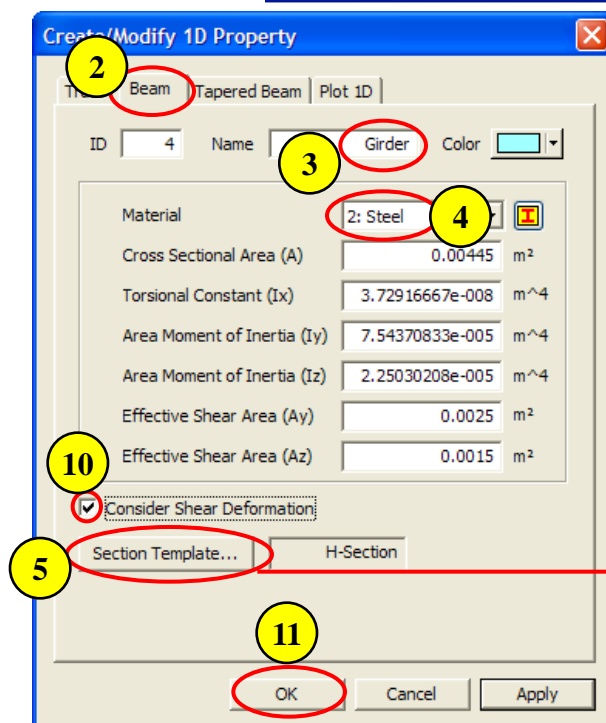 Create/Modify 1D Property
2
Beam Tapered Beam Plot 1D
ID 4 Name Girder Color
3
Material 2: Steel 4
Cross Sectional Area (A) 0.00445 m²
Torsional Constant (Ix) 3.72916667e-008 m^4
Area Moment of Inertia (Iy) 7.54370833e-005 m^4
Area Moment of Inertia (Iz) 2.25030208e-005 m^4
Effective Shear Area (Ay) 0.0025 m²
Effective Shear Area (Az) 0.0015 m²
10
Consider Shear Deformation
Section Template... H-Section
5
11
OK Cancel Apply